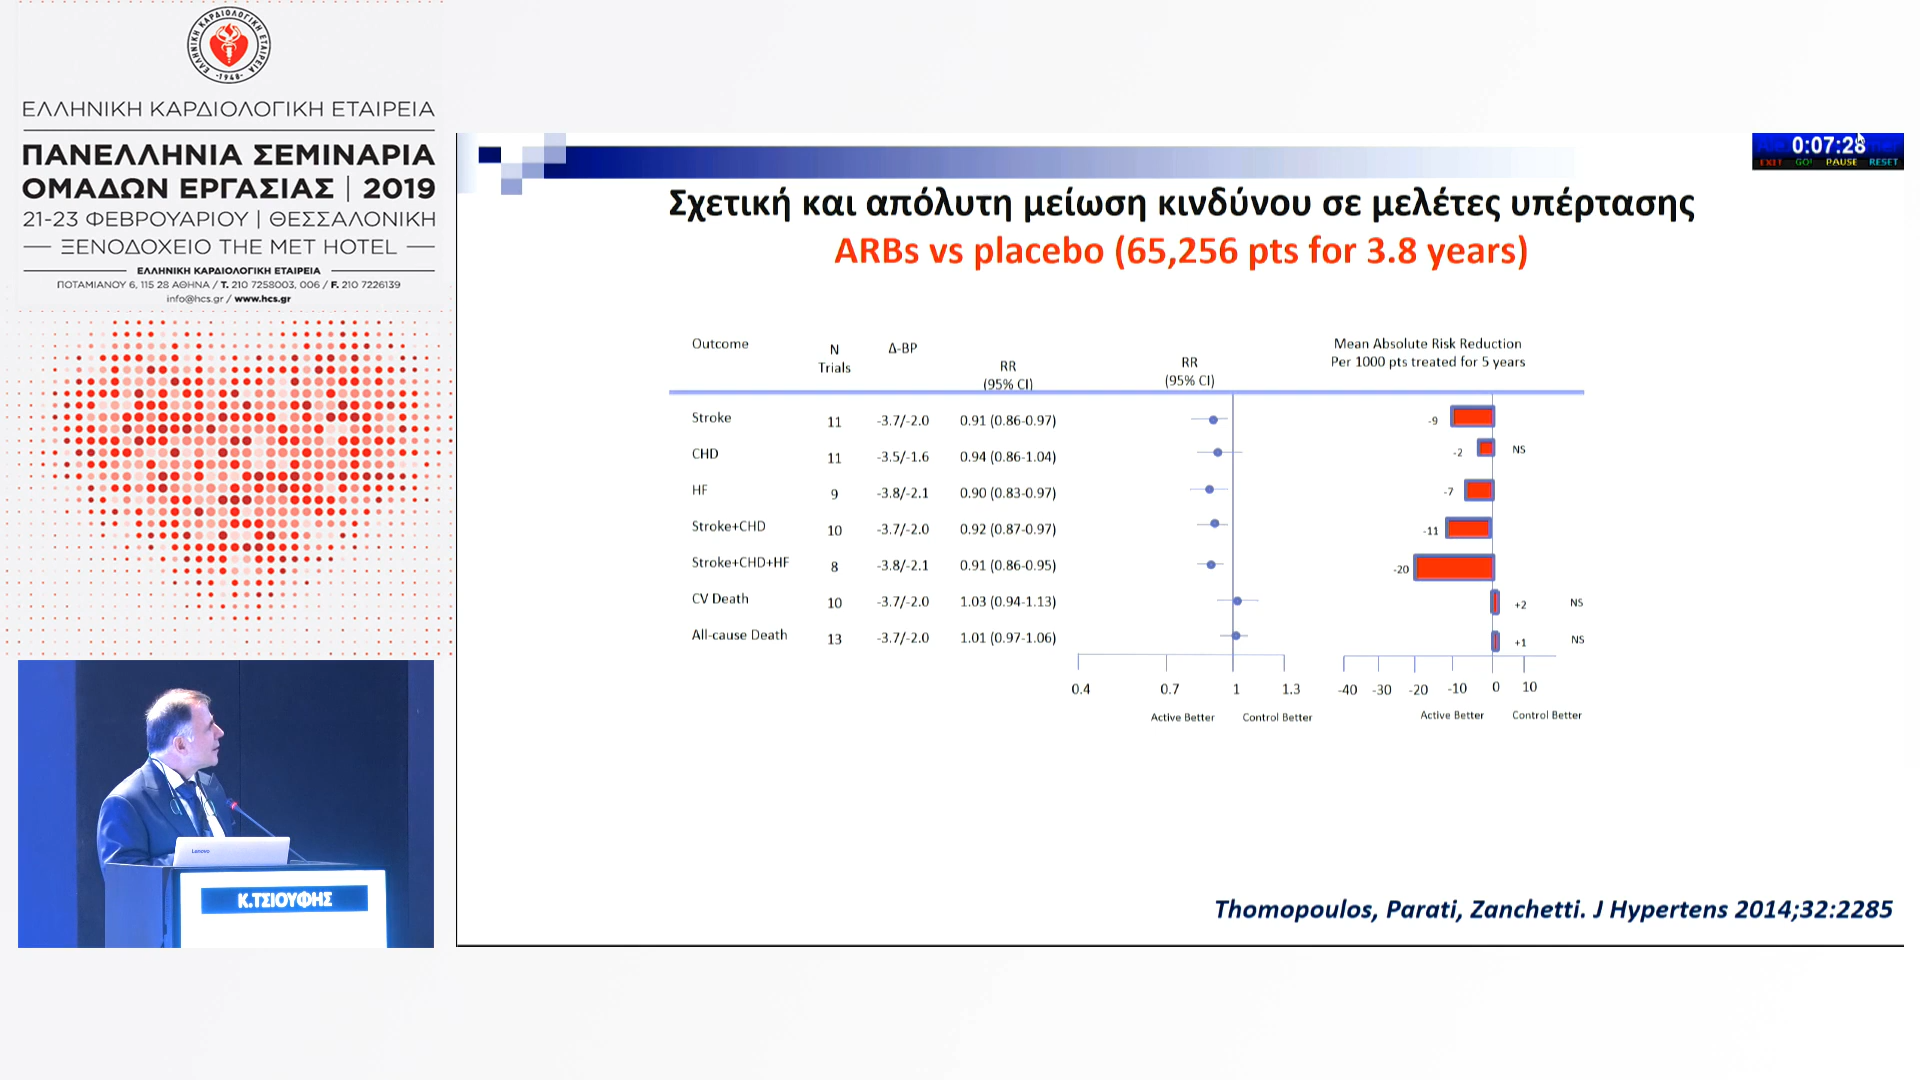 ΕΛΛΗΝΙΚΗ ΚΑΡΔΙΟΛΟΓΙΚΗ ΕΤΑΙΡΕΙΑ
-1948-
ΕΛΛΗΝΙΚΗ ΚΑΡΔΙΟΛΟΓΙΚΗ ΕΤΑΙΡΕΙΑ
ΠΑΝΕΛΛΗΝΙΑ ΣΕΜΙΝΑΡΙΑ
ΟΜΑΔΩΝ ΕΡΓΑΣΙΑΣ | 2019
21-23 ΦΕΒΡΟΥΑΡΙΟΥ | ΘΕΣΣΑΛΟΝΙΚΗ
ΞΕΝΟΔΟΧΕΙΟ THE MET HOTEL
ΕΛΛΗΝΙΚΗ ΚΑΡΔΙΟΛΟΓΙΚΗ ΕΤΑΙΡΕΙΑ
ΠΟΤΑΜΙΑΝΟΥ 6, 115 28 ΑΘΗΝΑ / T. 210 7258003, 006 / F. 210 7226139
info@hcs.gr / www.hcs.gr
Lenovo
Κ.ΤΣΙΟΥΦΗΣ
0:07:28
EXIT GO! PAUSE RESET
Σχετική και απόλυτη μείωση κινδύνου σε μελέτες υπέρτασης
ARBs vs placebo (65,256 pts for 3.8 years)
Outcome N Trials Δ-BP RR (95% CI) RR (95% CI) Mean Absolute Risk Reduction Per 1000 pts treated for 5 years
Stroke 11 -3.7/-2.0 0.91 (0.86-0.97) -9
CHD 11 -3.5/-1.6 0.94 (0.86-1.04) -2 NS
HF 9 -3.8/-2.1 0.90 (0.83-0.97) -7
Stroke+CHD 10 -3.7/-2.0 0.92 (0.87-0.97) -11
Stroke+CHD+HF 8 -3.8/-2.1 0.91 (0.86-0.95) -20
CV Death 10 -3.7/-2.0 1.03 (0.94-1.13) +2 NS
All-cause Death 13 -3.7/-2.0 1.01 (0.97-1.06) +1 NS
0.4 0.7 1 1.3 -40 -30 -20 -10 0 10
Active Better Control Better Active Better Control Better
Thomopoulos, Parati, Zanchetti. J Hypertens 2014;32:2285